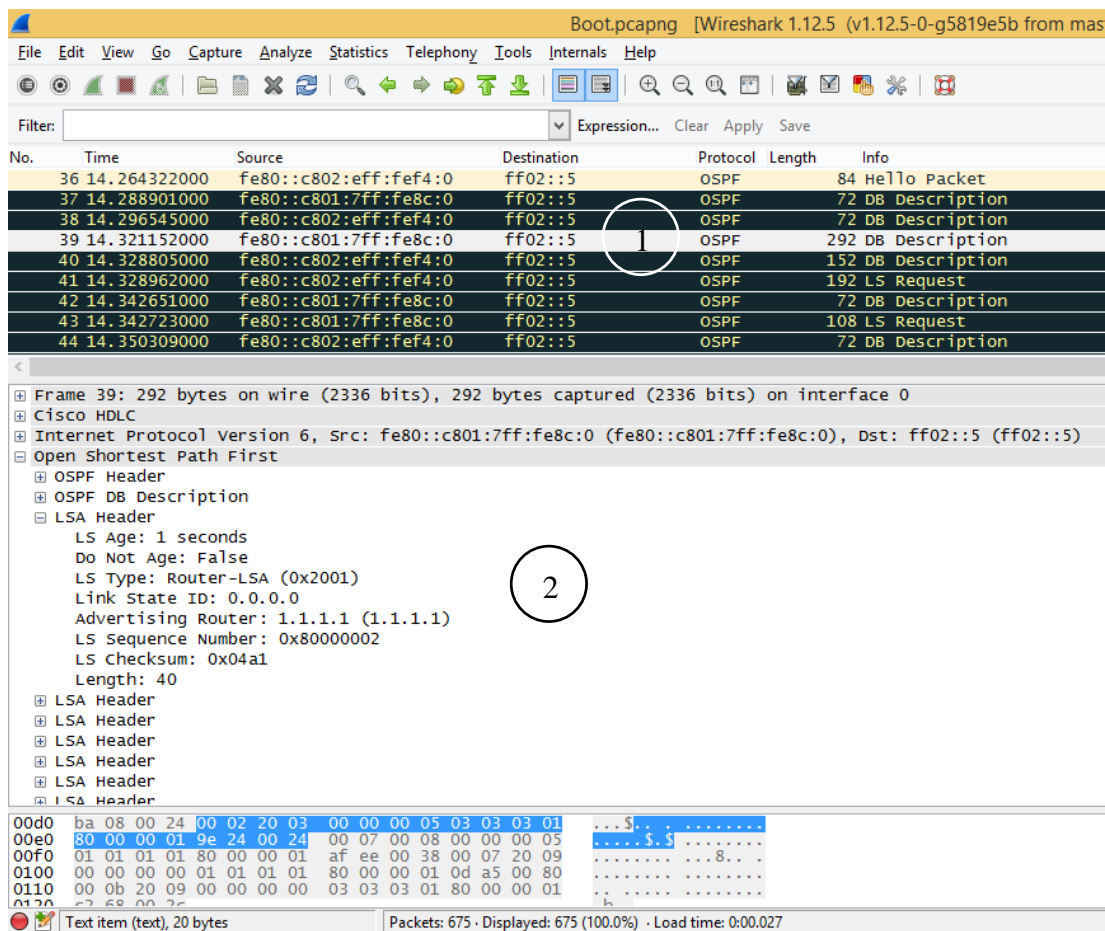 Boot.pcapng [Wireshark 1.12.5 (v1.12.5-0-g5819e5b from mas
File Edit View Go Capture Analyze Statistics Telephony Tools Internals Help
Filter: Expression... Clear Apply Save
No. Time Source Destination Protocol Length Info
36 14.264322000 fe80::c802:eff:fef4:0 ff02::5 OSPF 84 Hello Packet
37 14.288901000 fe80::c801:7ff:fe8c:0 ff02::5 OSPF 72 DB Description
38 14.296545000 fe80::c802:eff:fef4:0 ff02::5 OSPF 72 DB Description
39 14.321152000 fe80::c801:7ff:fe8c:0 ff02::5 1 OSPF 292 DB Description
40 14.328805000 fe80::c802:eff:fef4:0 ff02::5 OSPF 152 DB Description
41 14.328962000 fe80::c802:eff:fef4:0 ff02::5 OSPF 192 LS Request
42 14.342651000 fe80::c801:7ff:fe8c:0 ff02::5 OSPF 72 DB Description
43 14.342723000 fe80::c801:7ff:fe8c:0 ff02::5 OSPF 108 LS Request
44 14.350309000 fe80::c802:eff:fef4:0 ff02::5 OSPF 72 DB Description
Frame 39: 292 bytes on wire (2336 bits), 292 bytes captured (2336 bits) on interface 0
Cisco HDLC
Internet Protocol Version 6, Src: fe80::c801:7ff:fe8c:0 (fe80::c801:7ff:fe8c:0), Dst: ff02::5 (ff02::5)
Open Shortest Path First
OSPF Header
OSPF DB Description
LSA Header
LS Age: 1 seconds
Do Not Age: False
LS Type: Router-LSA (0x2001)
2
Link State ID: 0.0.0.0
Advertising Router: 1.1.1.1 (1.1.1.1)
LS Sequence Number: 0x80000002
LS Checksum: 0x04a1
Length: 40
LSA Header
LSA Header
LSA Header
LSA Header
LSA Header
LSA Header
00d0 ba 08 00 24 00 02 20 03 00 00 00 05 03 03 03 01 ...$.. . ........
00e0 80 00 00 01 9e 24 00 24 00 07 00 08 00 00 00 05 .....$.$ ........
00f0 01 01 01 01 80 00 00 01 af ee 00 38 00 07 20 09 ........ ...8.. .
0100 00 00 00 00 01 01 01 01 80 00 00 01 0d a5 00 80 ........ ........
0110 00 0b 20 09 00 00 00 00 03 03 03 01 80 00 00 01 .. ..... ........
0120 c2 68 00 2c .h
Text item (text), 20 bytes Packets: 675 · Displayed: 675 (100.0%) · Load time: 0:00.027